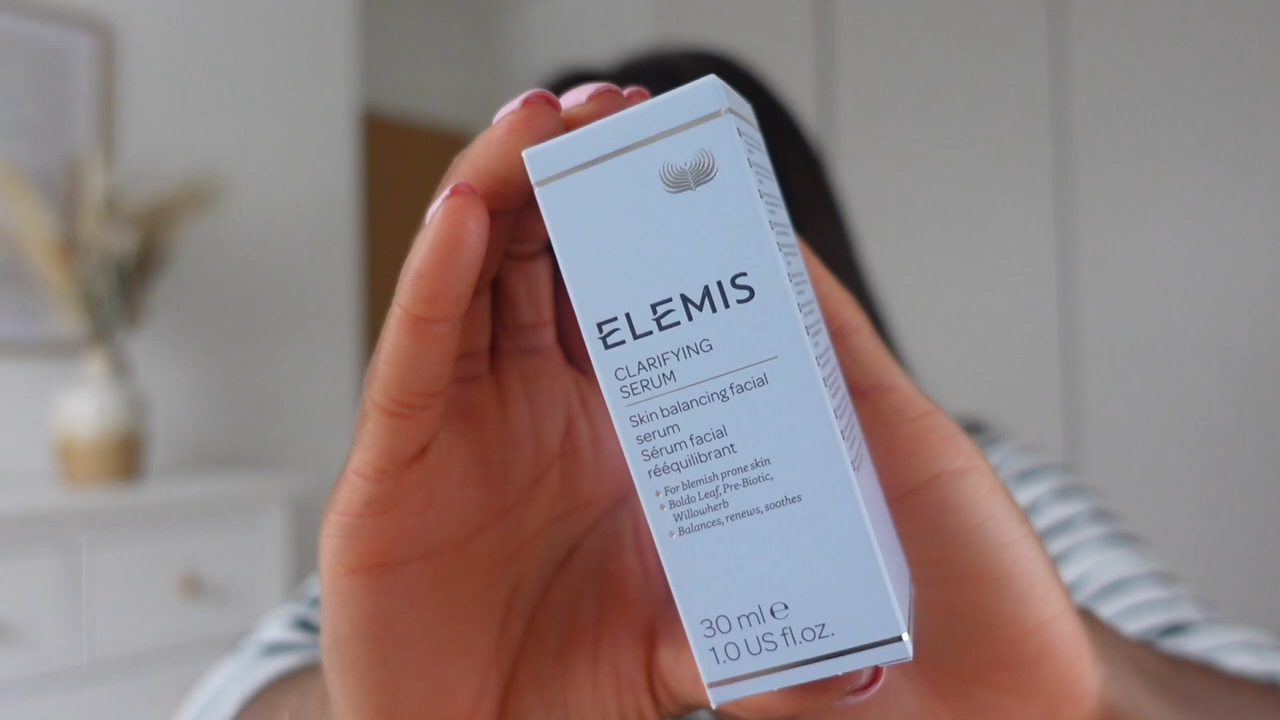 ELEMIS
CLARIFYING
SERUM
Skin balancing facial
serum
Sérum facial
rééquilibrant
For blemish prone skin
Boldo Leaf, Pre-Biotic,
Willowherb
Balances, renews, soothes
30 ml ℮
1.0 US fl.oz.